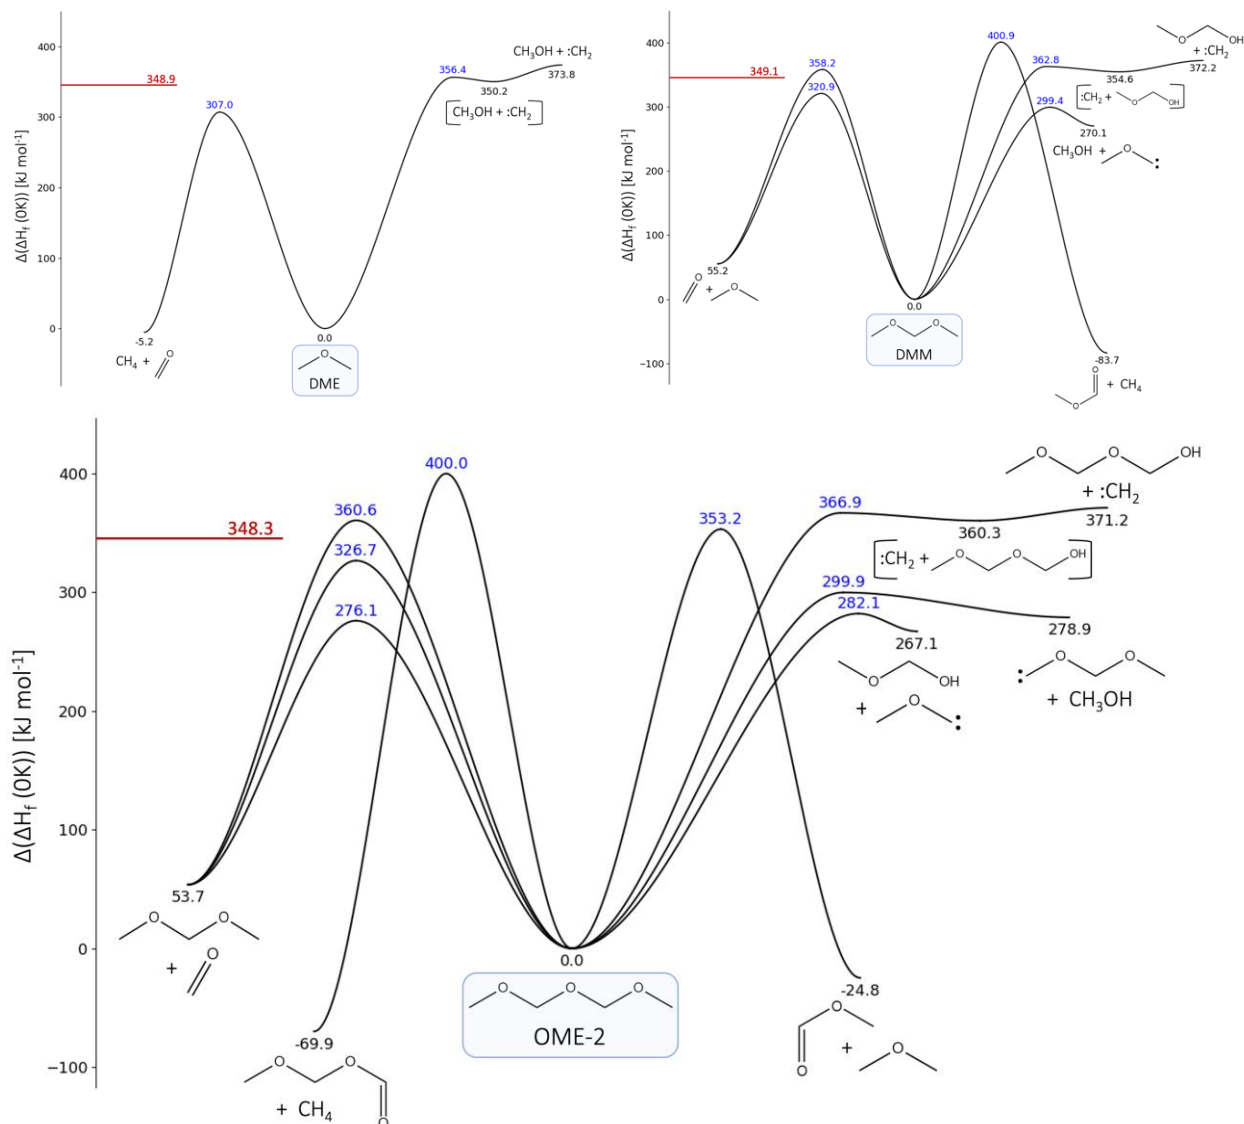 400
300
200
100
0
Δ(ΔHf (0K)) [kJ mol-1]
348.9
307.0
356.4
350.2
[CH3OH + :CH2]
CH3OH + :CH2
373.8
-5.2
CH4 +
O
0.0
O
DME
400
300
200
100
0
−100
Δ(ΔHf (0K)) [kJ mol-1]
349.1
358.2
320.9
400.9
362.8
354.6
372.2
O OH
+ :CH2
[:CH2 + O OH]
299.4
270.1
CH3OH + O :
55.2
O
+ O
0.0
O O
DMM
-83.7
O
O + CH4
400
300
200
100
0
−100
Δ(ΔHf (0K)) [kJ mol-1]
348.3
400.0
360.6
326.7
276.1
353.2
366.9
360.3
371.2
O O OH
+ :CH2
[:CH2 + O O OH]
299.9
282.1
267.1
278.9
O OH
+ O :
: O O
+ CH3OH
53.7
O O
+ O
0.0
O O O
OME-2
-69.9
O O
O
+ CH4
-24.8
O
O + O